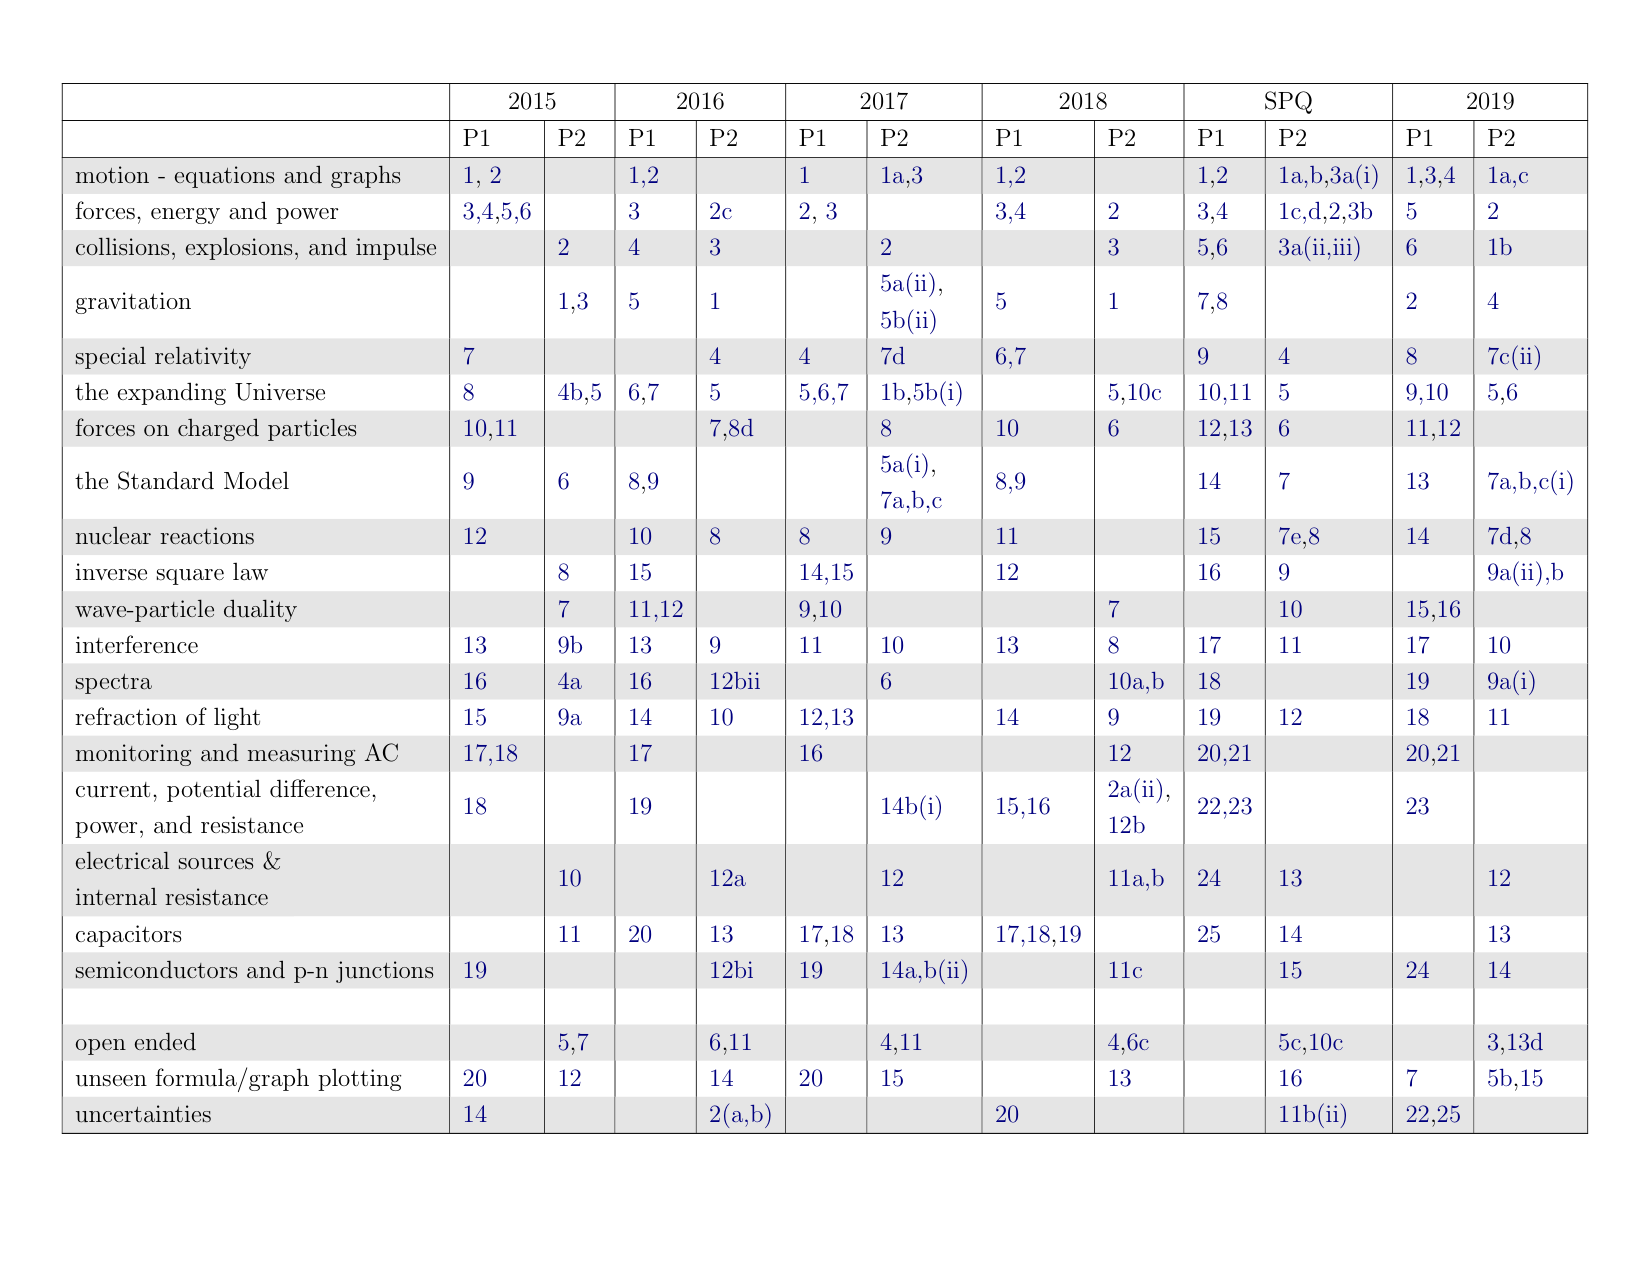 2015 2016 2017 2018 SPQ 2019
P1 P2 P1 P2 P1 P2 P1 P2 P1 P2 P1 P2
motion - equations and graphs 1, 2 1,2 1 1a,3 1,2 1,2 1a,b,3a(i) 1,3,4 1a,c
forces, energy and power 3,4,5,6 3 2c 2, 3 3,4 2 3,4 1c,d,2,3b 5 2
collisions, explosions, and impulse 2 4 3 2 3 5,6 3a(ii,iii) 6 1b
gravitation 1,3 5 1 5a(ii), 5 1 7,8 2 4
5b(ii)
special relativity 7 4 4 7d 6,7 9 4 8 7c(ii)
the expanding Universe 8 4b,5 6,7 5 5,6,7 1b,5b(i) 5,10c 10,11 5 9,10 5,6
forces on charged particles 10,11 7,8d 8 10 6 12,13 6 11,12
the Standard Model 9 6 8,9 5a(i), 8,9 14 7 13 7a,b,c(i)
7a,b,c
nuclear reactions 12 10 8 8 9 11 15 7e,8 14 7d,8
inverse square law 8 15 14,15 12 16 9 9a(ii),b
wave-particle duality 7 11,12 9,10 7 10 15,16
interference 13 9b 13 9 11 10 13 8 17 11 17 10
spectra 16 4a 16 12bii 6 10a,b 18 19 9a(i)
refraction of light 15 9a 14 10 12,13 14 9 19 12 18 11
monitoring and measuring AC 17,18 17 16 12 20,21 20,21
current, potential difference, 2a(ii),
18 19 14b(i) 15,16 22,23 23
power, and resistance 12b
electrical sources &
10 12a 12 11a,b 24 13 12
internal resistance
capacitors 11 20 13 17,18 13 17,18,19 25 14 13
semiconductors and p-n junctions 19 12bi 19 14a,b(ii) 11c 15 24 14
open ended 5,7 6,11 4,11 4,6c 5c,10c 3,13d
unseen formula/graph plotting 20 12 14 20 15 13 16 7 5b,15
uncertainties 14 2(a,b) 20 11b(ii) 22,25